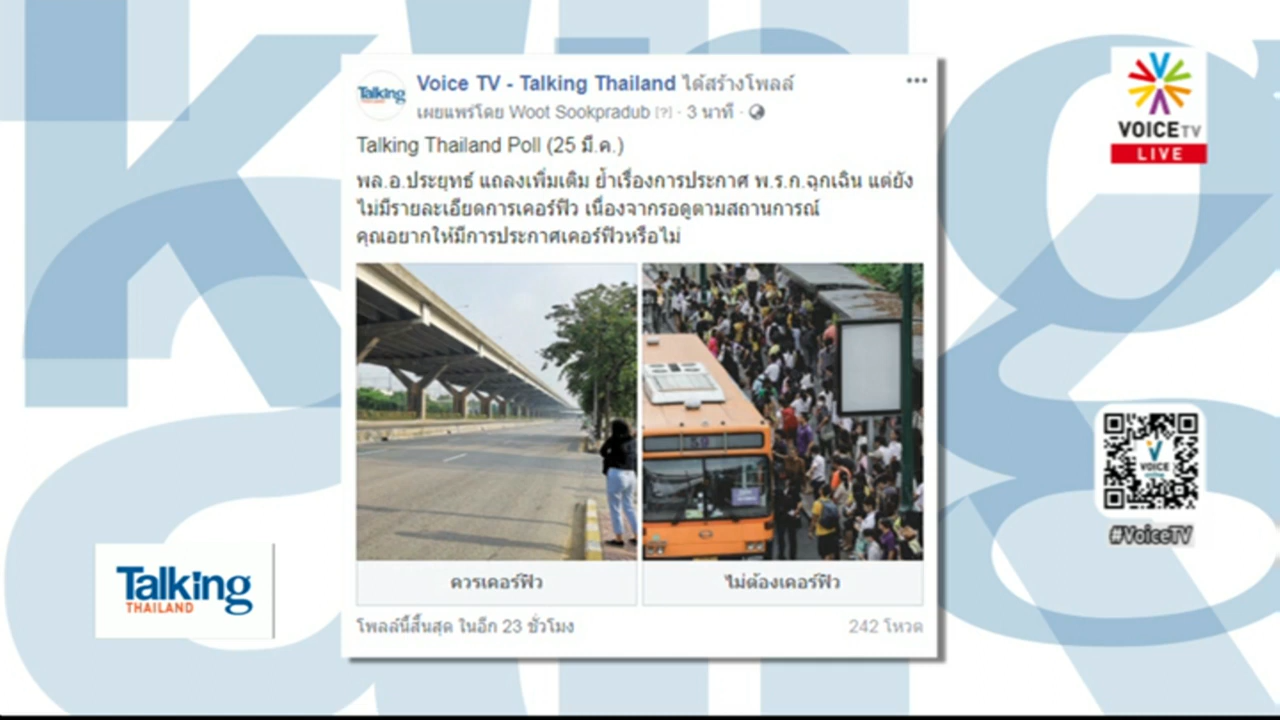 Voice TV - Talking Thailand ได้สร้างโพลล์
เผยแพร่โดย Woot Sookpradub [?] · 3 นาที ·
Talking Thailand Poll (25 มี.ค.)
พล.อ.ประยุทธ์ แถลงเพิ่มเติม ย้ำเรื่องการประกาศ พ.ร.ก.ฉุกเฉิน แต่ยัง
ไม่มีรายละเอียดการเคอร์ฟิว เนื่องจากรอดูตามสถานการณ์
คุณอยากให้มีการประกาศเคอร์ฟิวหรือไม่
ควรเคอร์ฟิว
ไม่ต้องเคอร์ฟิว
โพลล์นี้สิ้นสุด ในอีก 23 ชั่วโมง
242 โหวต
Talking
THAILAND
Talking
THAILAND
VOICE TV
LIVE
VOICE
#VoiceTV
59